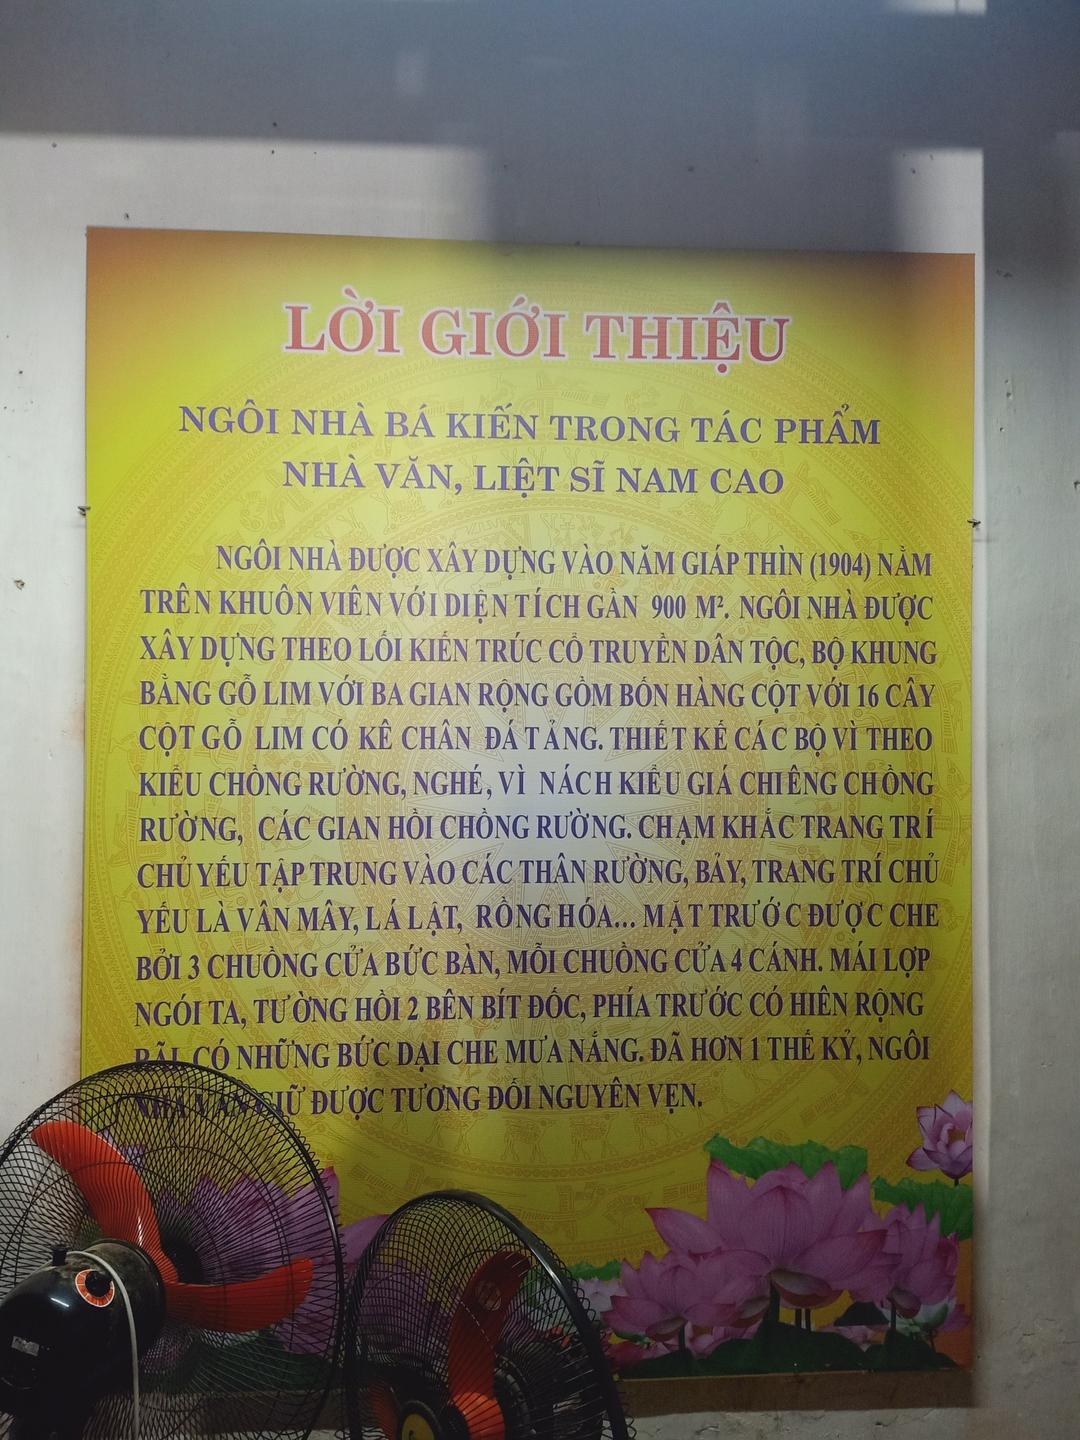 LỜI GIỚI THIỆU
NGÔI NHÀ BÁ KIẾN TRONG TÁC PHẨM
NHÀ VĂN, LIỆT SĨ NAM CAO
NGÔI NHÀ ĐƯỢC XÂY DỰNG VÀO NĂM GIÁP THÌN (1904) NẰM
TRÊN KHUÔN VIÊN VỚI DIỆN TÍCH GẦN 900 M². NGÔI NHÀ ĐƯỢC
XÂY DỰNG THEO LỐI KIẾN TRÚC CỔ TRUYỀN DÂN TỘC, BỘ KHUNG
BẰNG GỖ LIM VỚI BA GIAN RỘNG GỒM BỐN HÀNG CỘT VỚI 16 CÂY
CỘT GỖ LIM CÓ KÊ CHÂN ĐÁ TẢNG. THIẾT KẾ CÁC BỘ VÌ THEO
KIỂU CHỒNG RƯỜNG, NGHÉ, VÌ NÁCH KIỂU GIÁ CHIÊNG CHỒNG
RƯỜNG, CÁC GIAN HỒI CHỒNG RƯỜNG. CHẠM KHẮC TRANG TRÍ
CHỦ YẾU TẬP TRUNG VÀO CÁC THÂN RƯỜNG, BẢY, TRANG TRÍ CHỦ
YẾU LÀ VÂN MÂY, LÁ LẬT, RỒNG HÓA... MẶT TRƯỚC ĐƯỢC CHE
BỞI 3 CHUỒNG CỬA BỨC BÀN, MỖI CHUỒNG CỬA 4 CÁNH. MÁI LỢP
NGÓI TA, TƯỜNG HỒI 2 BÊN BÍT ĐỐC, PHÍA TRƯỚC CÓ HIÊN RỘNG
RÃI, CÓ NHỮNG BỨC DẠI CHE MƯA NẮNG. ĐÃ HƠN 1 THẾ KỶ, NGÔI
NHÀ VẪN GIỮ ĐƯỢC TƯƠNG ĐỐI NGUYÊN VẸN.